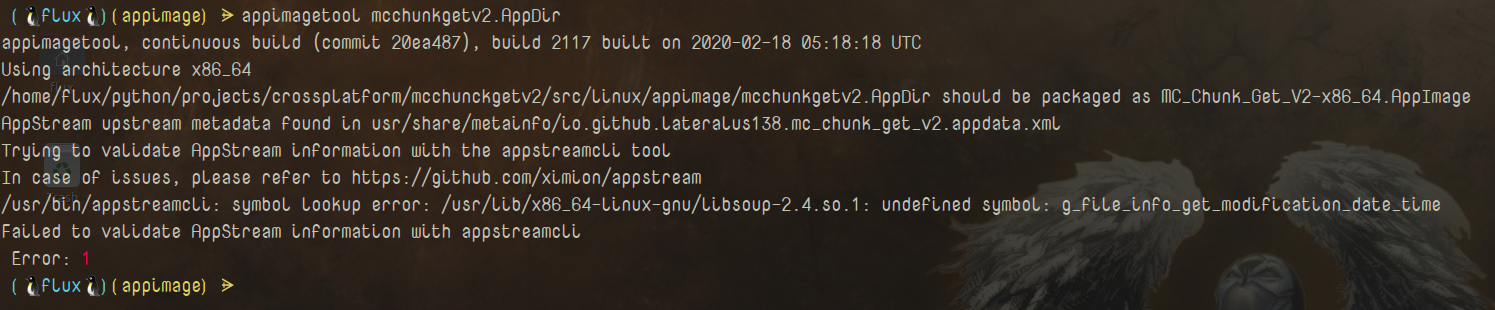 (🐧flux🐧)(appimage) ⪢ appimagetool mcchunkgetv2.AppDir
appimagetool, continuous build (commit 20ea487), build 2117 built on 2020-02-18 05:18:18 UTC
Using architecture x86_64
/home/flux/python/projects/crossplatform/mcchunckgetv2/src/linux/appimage/mcchunkgetv2.AppDir should be packaged as MC_Chunk_Get_V2-x86_64.AppImage
AppStream upstream metadata found in usr/share/metainfo/io.github.lateralus138.mc_chunk_get_v2.appdata.xml
Trying to validate AppStream information with the appstreamcli tool
In case of issues, please refer to https://github.com/ximion/appstream
/usr/bin/appstreamcli: symbol lookup error: /usr/lib/x86_64-linux-gnu/libsoup-2.4.so.1: undefined symbol: g_file_info_get_modification_date_time
Failed to validate AppStream information with appstreamcli
Error: 1
(🐧flux🐧)(appimage) ⪢